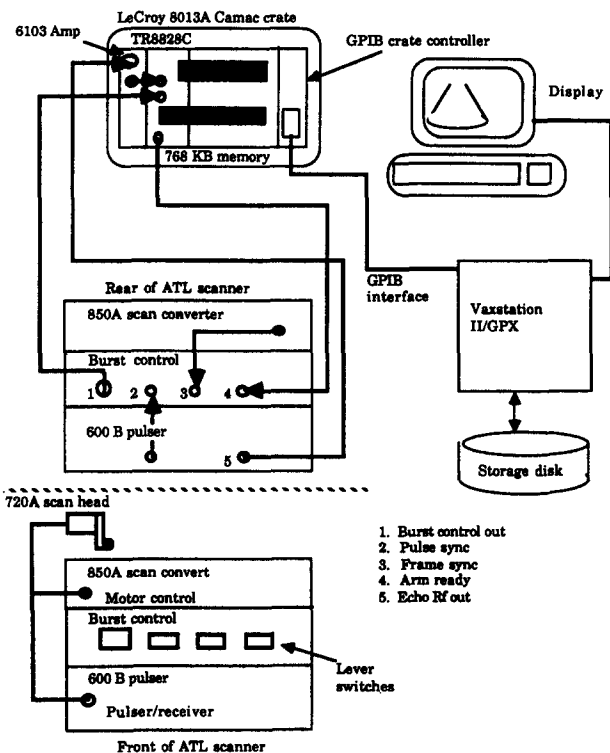 LeCroy 8013A Camac crate
6103 Amp
TR8828C
GPIB crate controller
Display
768 KB memory
Rear of ATL scanner
GPIB
interface
Vaxstation
II/GPX
850A scan converter
Burst control
1 2 3 4
600 B pulser
5
Storage disk
720A scan head
1. Burst control out
2. Pulse sync
3. Frame sync
4. Arm ready
5. Echo Rf out
850A scan convert
Motor control
Burst control
Lever
switches
600 B pulser
Pulser/receiver
Front of ATL scanner